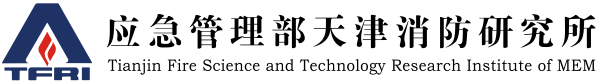 TFRI
应急管理部天津消防研究所
Tianjin Fire Science and Technology Research Institute of MEM